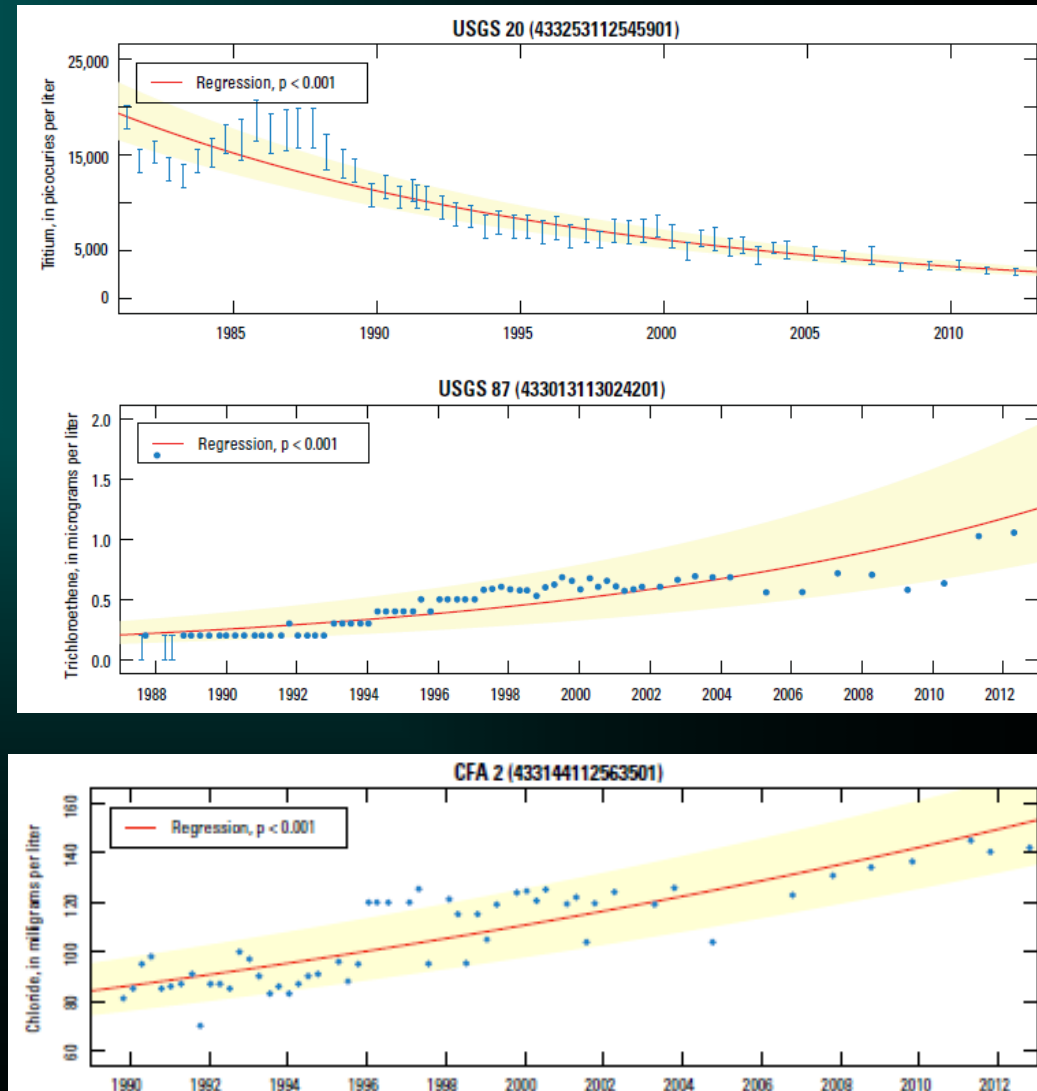 USGS 20 (433253112545901)
Tritium, in picocuries per liter
25,000
15,000
5,000
0
Regression, p < 0.001
1985 1990 1995 2000 2005 2010
USGS 87 (433013113024201)
Trichloroethene, in micrograms per liter
2.0
1.5
1.0
0.5
0.0
Regression, p < 0.001
1988 1990 1992 1994 1996 1998 2000 2002 2004 2006 2008 2010 2012
CFA 2 (433144112563501)
Chloride, in milligrams per liter
160
140
120
100
80
60
Regression, p < 0.001
1990 1992 1994 1996 1998 2000 2002 2004 2006 2008 2010 2012